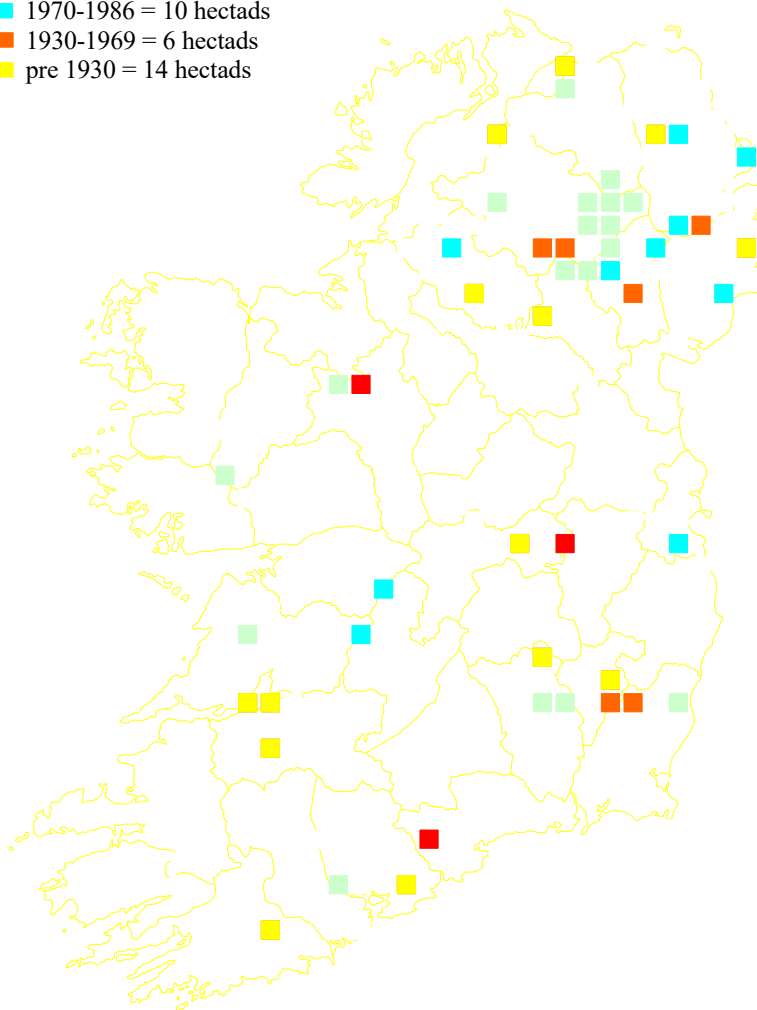 1970-1986 = 10 hectads
1930-1969 = 6 hectads
pre 1930 = 14 hectads